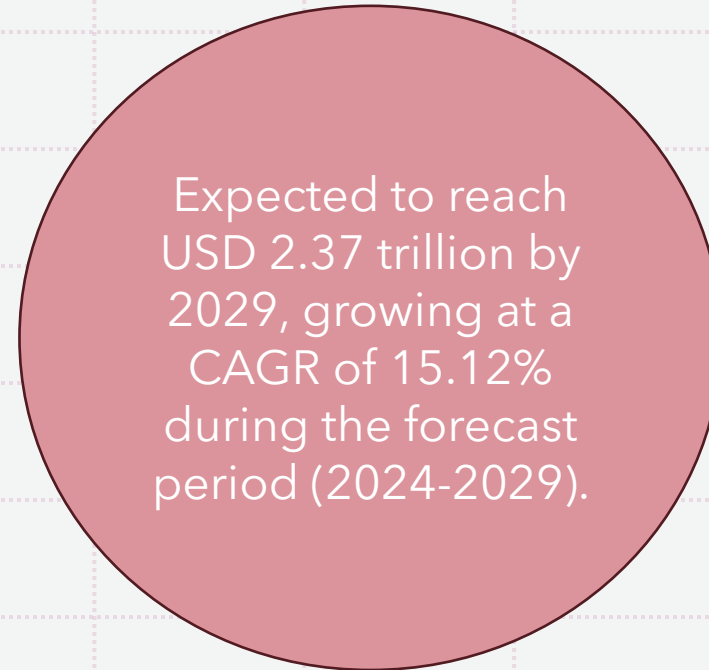 Expected to reach
USD 2.37 trillion by
2029, growing at a
CAGR of 15.12%
during the forecast
period (2024-2029).